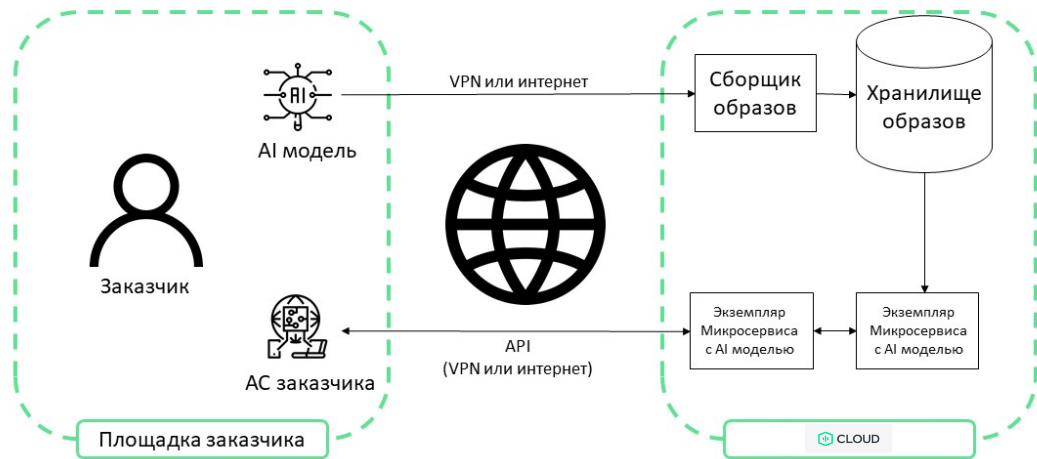 AI
AI модель
Заказчик
АС заказчика
Площадка заказчика
VPN или интернет
API
(VPN или интернет)
Сборщик
образов
Хранилище
образов
Экземпляр
Микросервиса
с AI моделью
Экземпляр
Микросервиса
с AI моделью
CLOUD